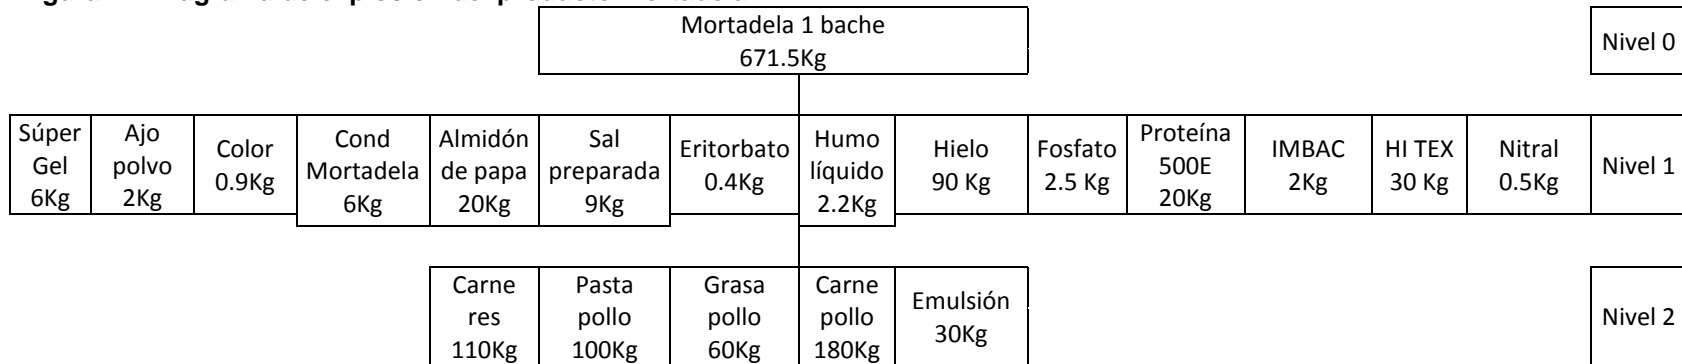 Mortadela 1 bache
671.5Kg
Nivel 0
Súper
Gel
6Kg
Ajo
polvo
2Kg
Color
0.9Kg
Cond
Mortadela
6Kg
Almidón
de papa
20Kg
Sal
preparada
9Kg
Eritorbato
0.4Kg
Humo
líquido
2.2Kg
Hielo
90 Kg
Fosfato
2.5 Kg
Proteína
500E
20Kg
IMBAC
2Kg
HI TEX
30 Kg
Nitral
0.5Kg
Nivel 1
Carne
res
110Kg
Pasta
pollo
100Kg
Grasa
pollo
60Kg
Carne
pollo
180Kg
Emulsión
30Kg
Nivel 2